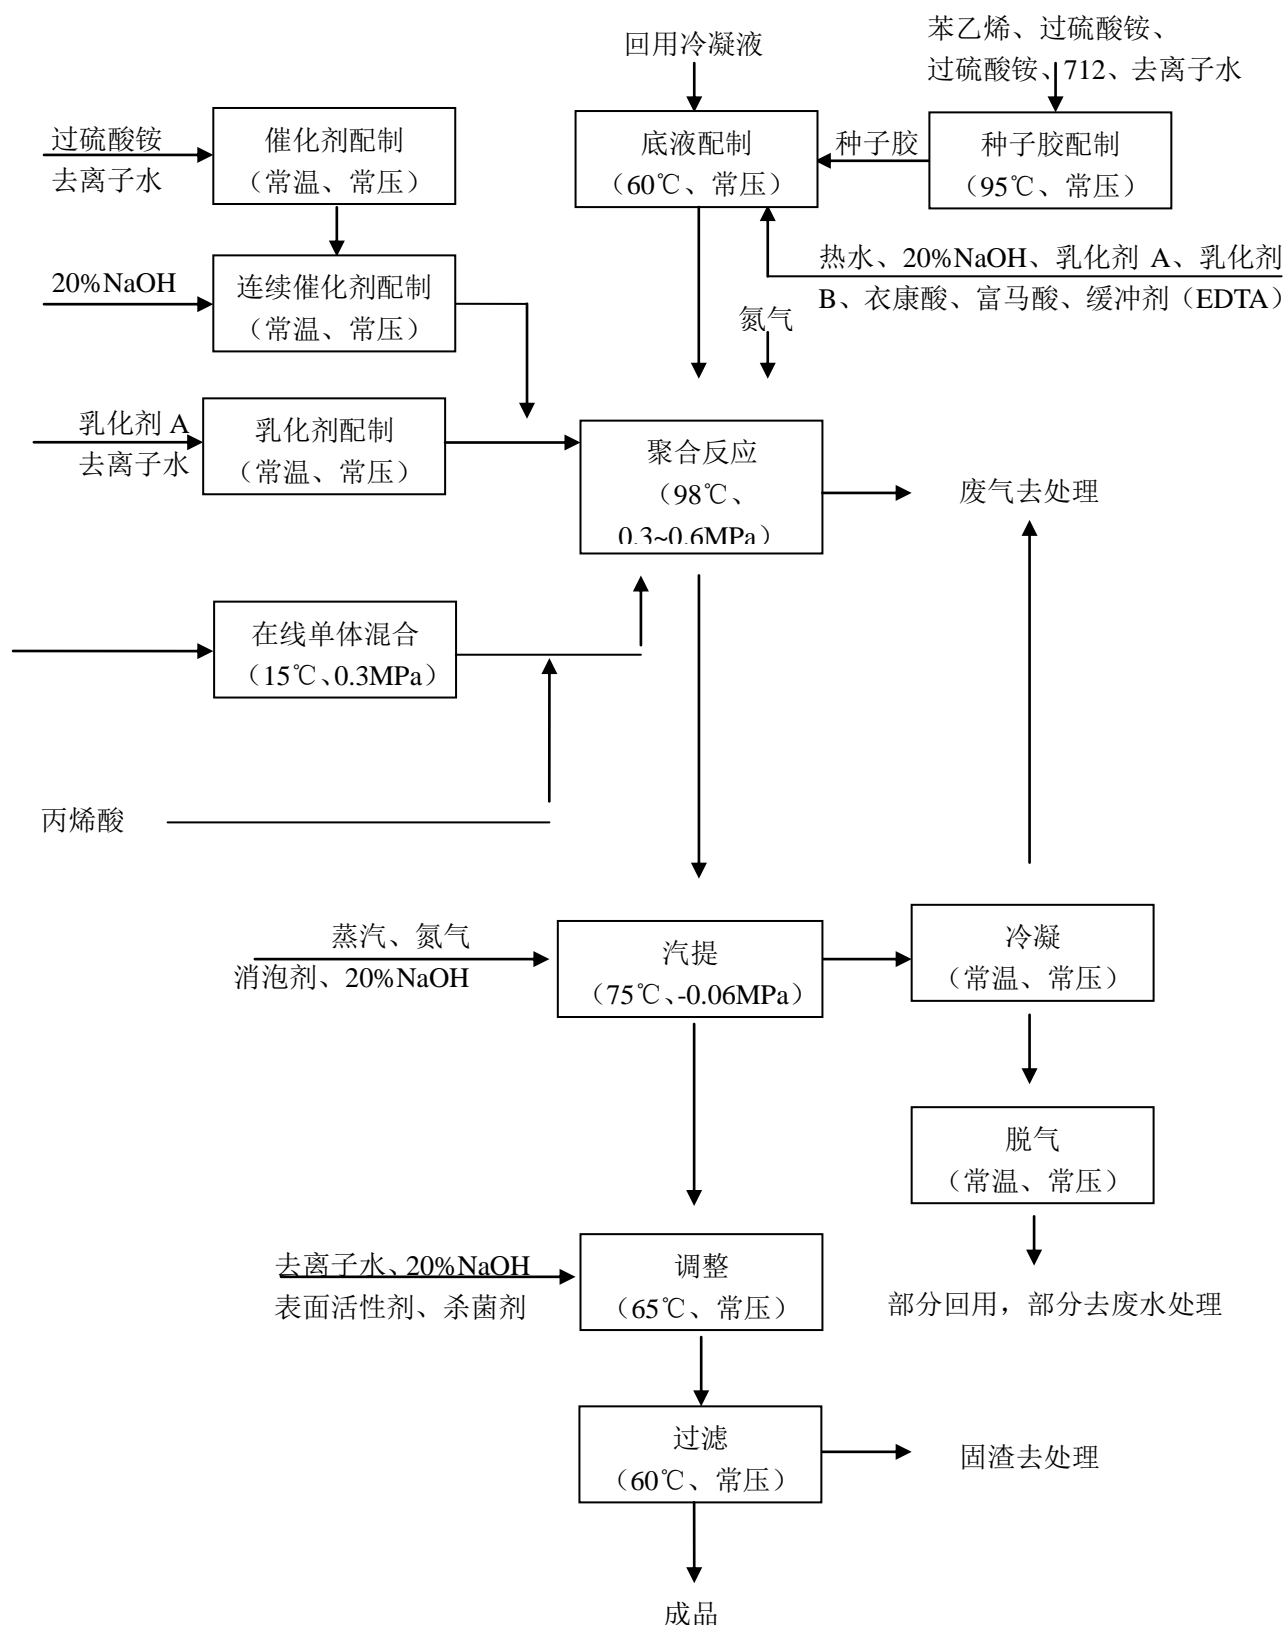 回用冷凝液
苯乙烯、过硫酸铵、
过硫酸铵、712、去离子水
过硫酸铵
去离子水
催化剂配制
（常温、常压）
底液配制
（60℃、常压）
种子胶
种子胶配制
（95℃、常压）
20%NaOH
连续催化剂配制
（常温、常压）
热水、20%NaOH、乳化剂 A、乳化剂
B、衣康酸、富马酸、缓冲剂（EDTA）
氮气
乳化剂 A
去离子水
乳化剂配制
（常温、常压）
聚合反应
（98℃、
0.3~0.6MPa）
废气去处理
在线单体混合
（15℃、0.3MPa）
丙烯酸
蒸汽、氮气
消泡剂、20%NaOH
汽提
（75℃、-0.06MPa）
冷凝
（常温、常压）
脱气
（常温、常压）
去离子水、20%NaOH
表面活性剂、杀菌剂
调整
（65℃、常压）
部分回用，部分去废水处理
过滤
（60℃、常压）
固渣去处理
成品